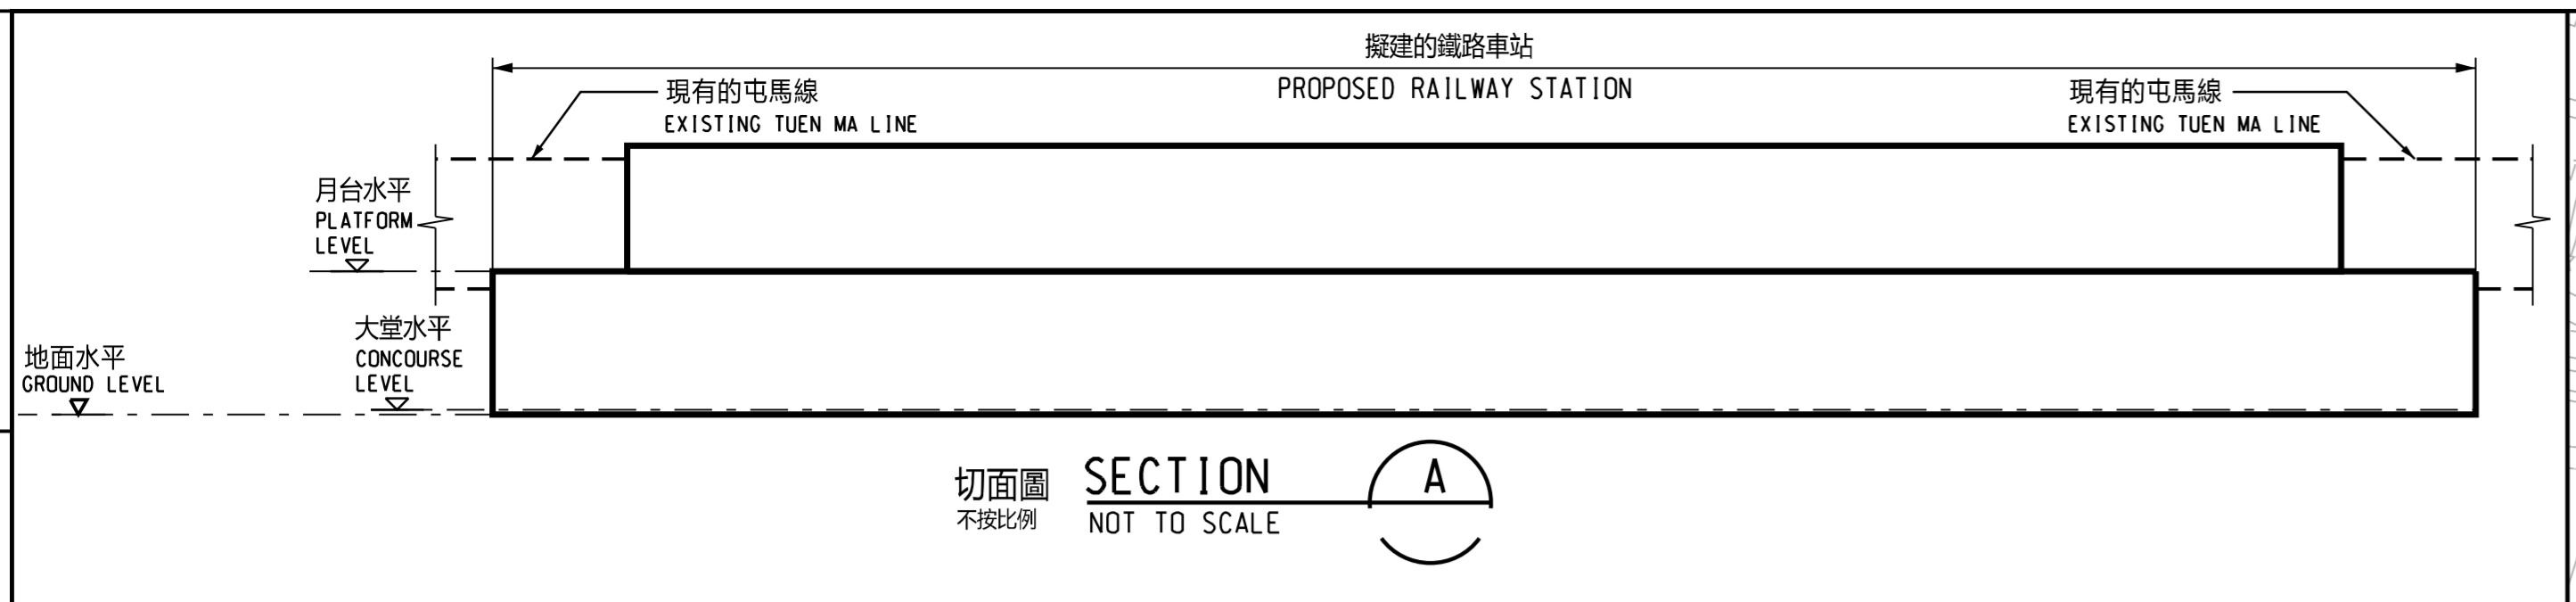 擬建的鐵路車站
PROPOSED RAILWAY STATION
現有的屯馬線
EXISTING TUEN MA LINE
現有的屯馬線
EXISTING TUEN MA LINE
月台水平
PLATFORM
LEVEL
大堂水平
CONCOURSE
LEVEL
地面水平
GROUND LEVEL
切面圖 SECTION A
不按比例 NOT TO SCALE